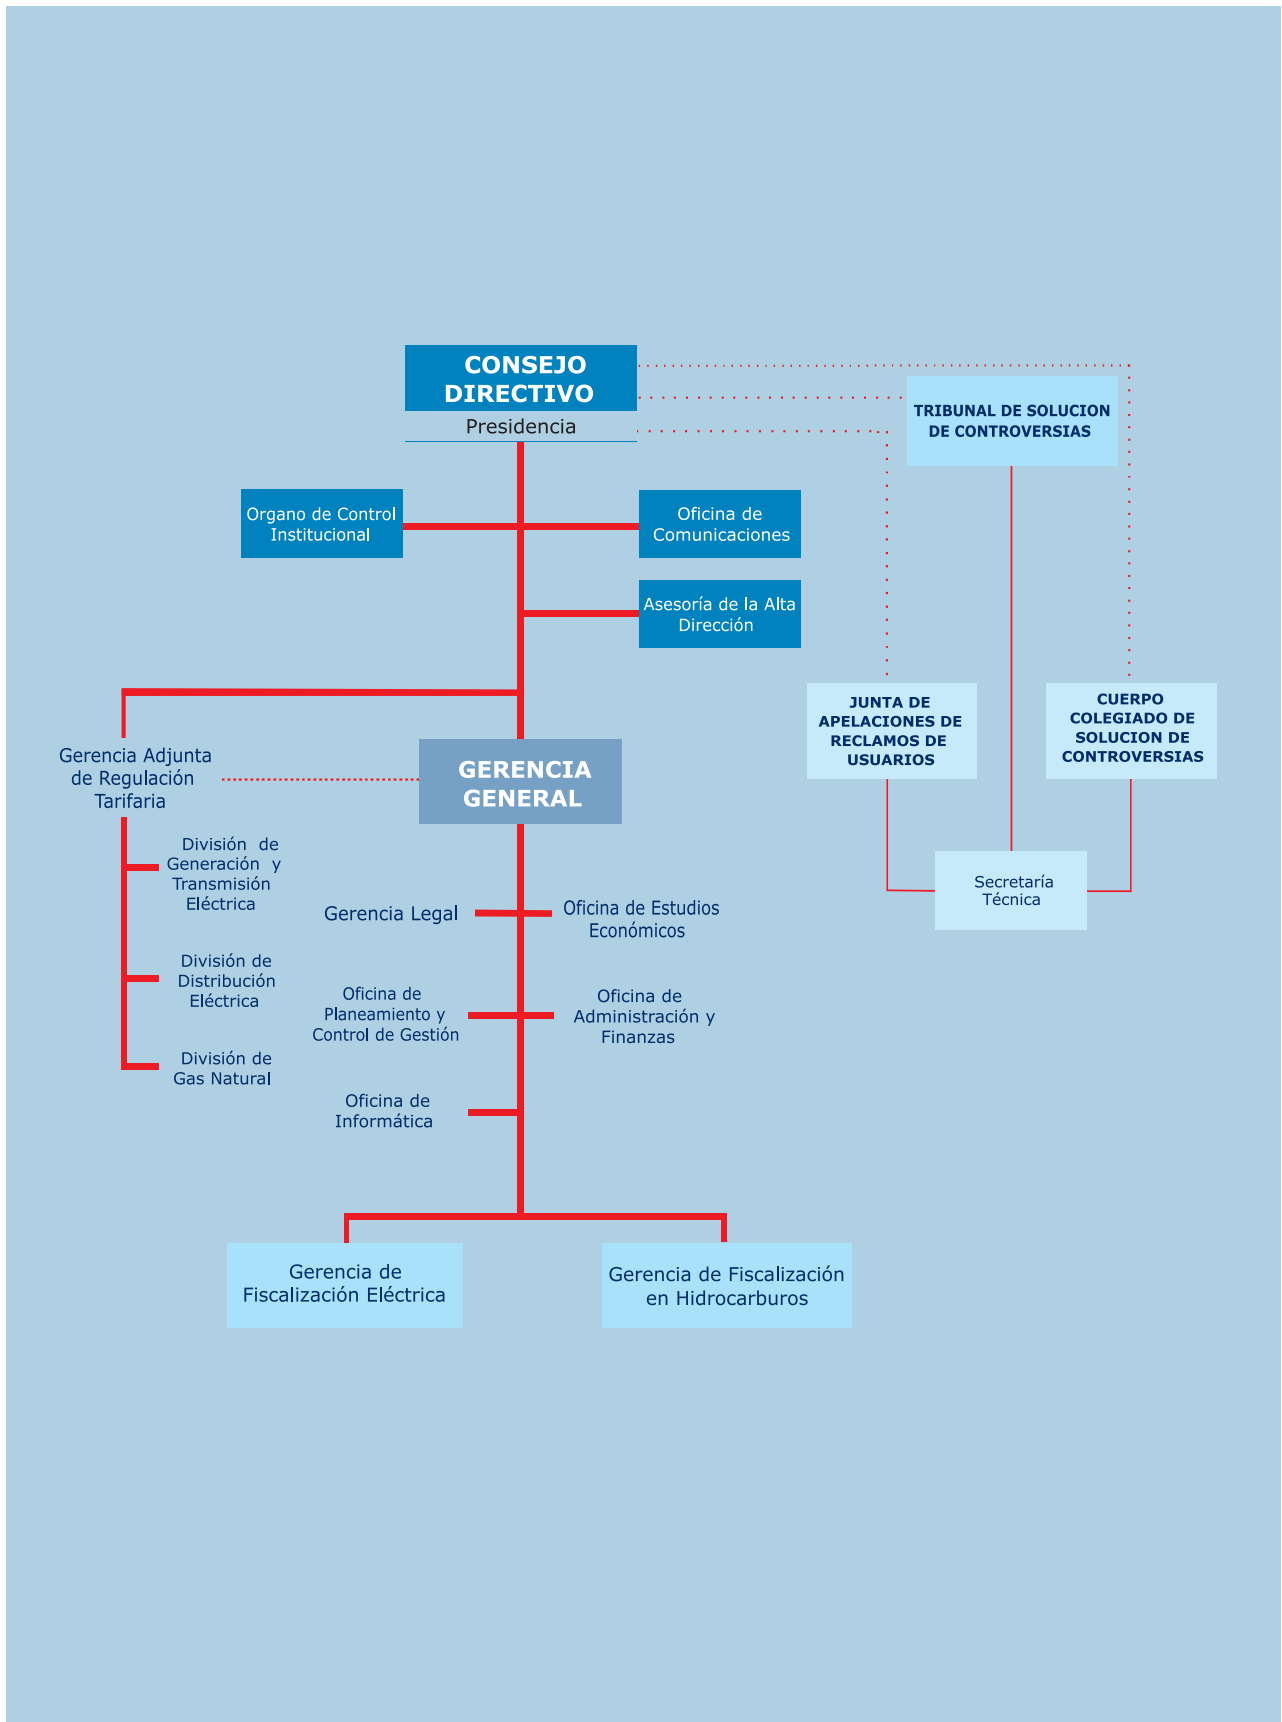 CONSEJO
DIRECTIVO
Presidencia
TRIBUNAL DE SOLUCION
DE CONTROVERSIAS
Organo de Control
Institucional
Oficina de
Comunicaciones
Asesoría de la Alta
Dirección
JUNTA DE
APELACIONES DE
RECLAMOS DE
USUARIOS
CUERPO
COLEGIADO DE
SOLUCION DE
CONTROVERSIAS
Gerencia Adjunta
de Regulación
Tarifaria
GERENCIA
GENERAL
División de
Generación y
Transmisión
Eléctrica
Secretaría
Técnica
Gerencia Legal
Oficina de Estudios
Económicos
División de
Distribución
Eléctrica
Oficina de
Planeamiento y
Control de Gestión
Oficina de
Administración y
Finanzas
División de
Gas Natural
Oficina de
Informática
Gerencia de
Fiscalización Eléctrica
Gerencia de Fiscalización
en Hidrocarburos